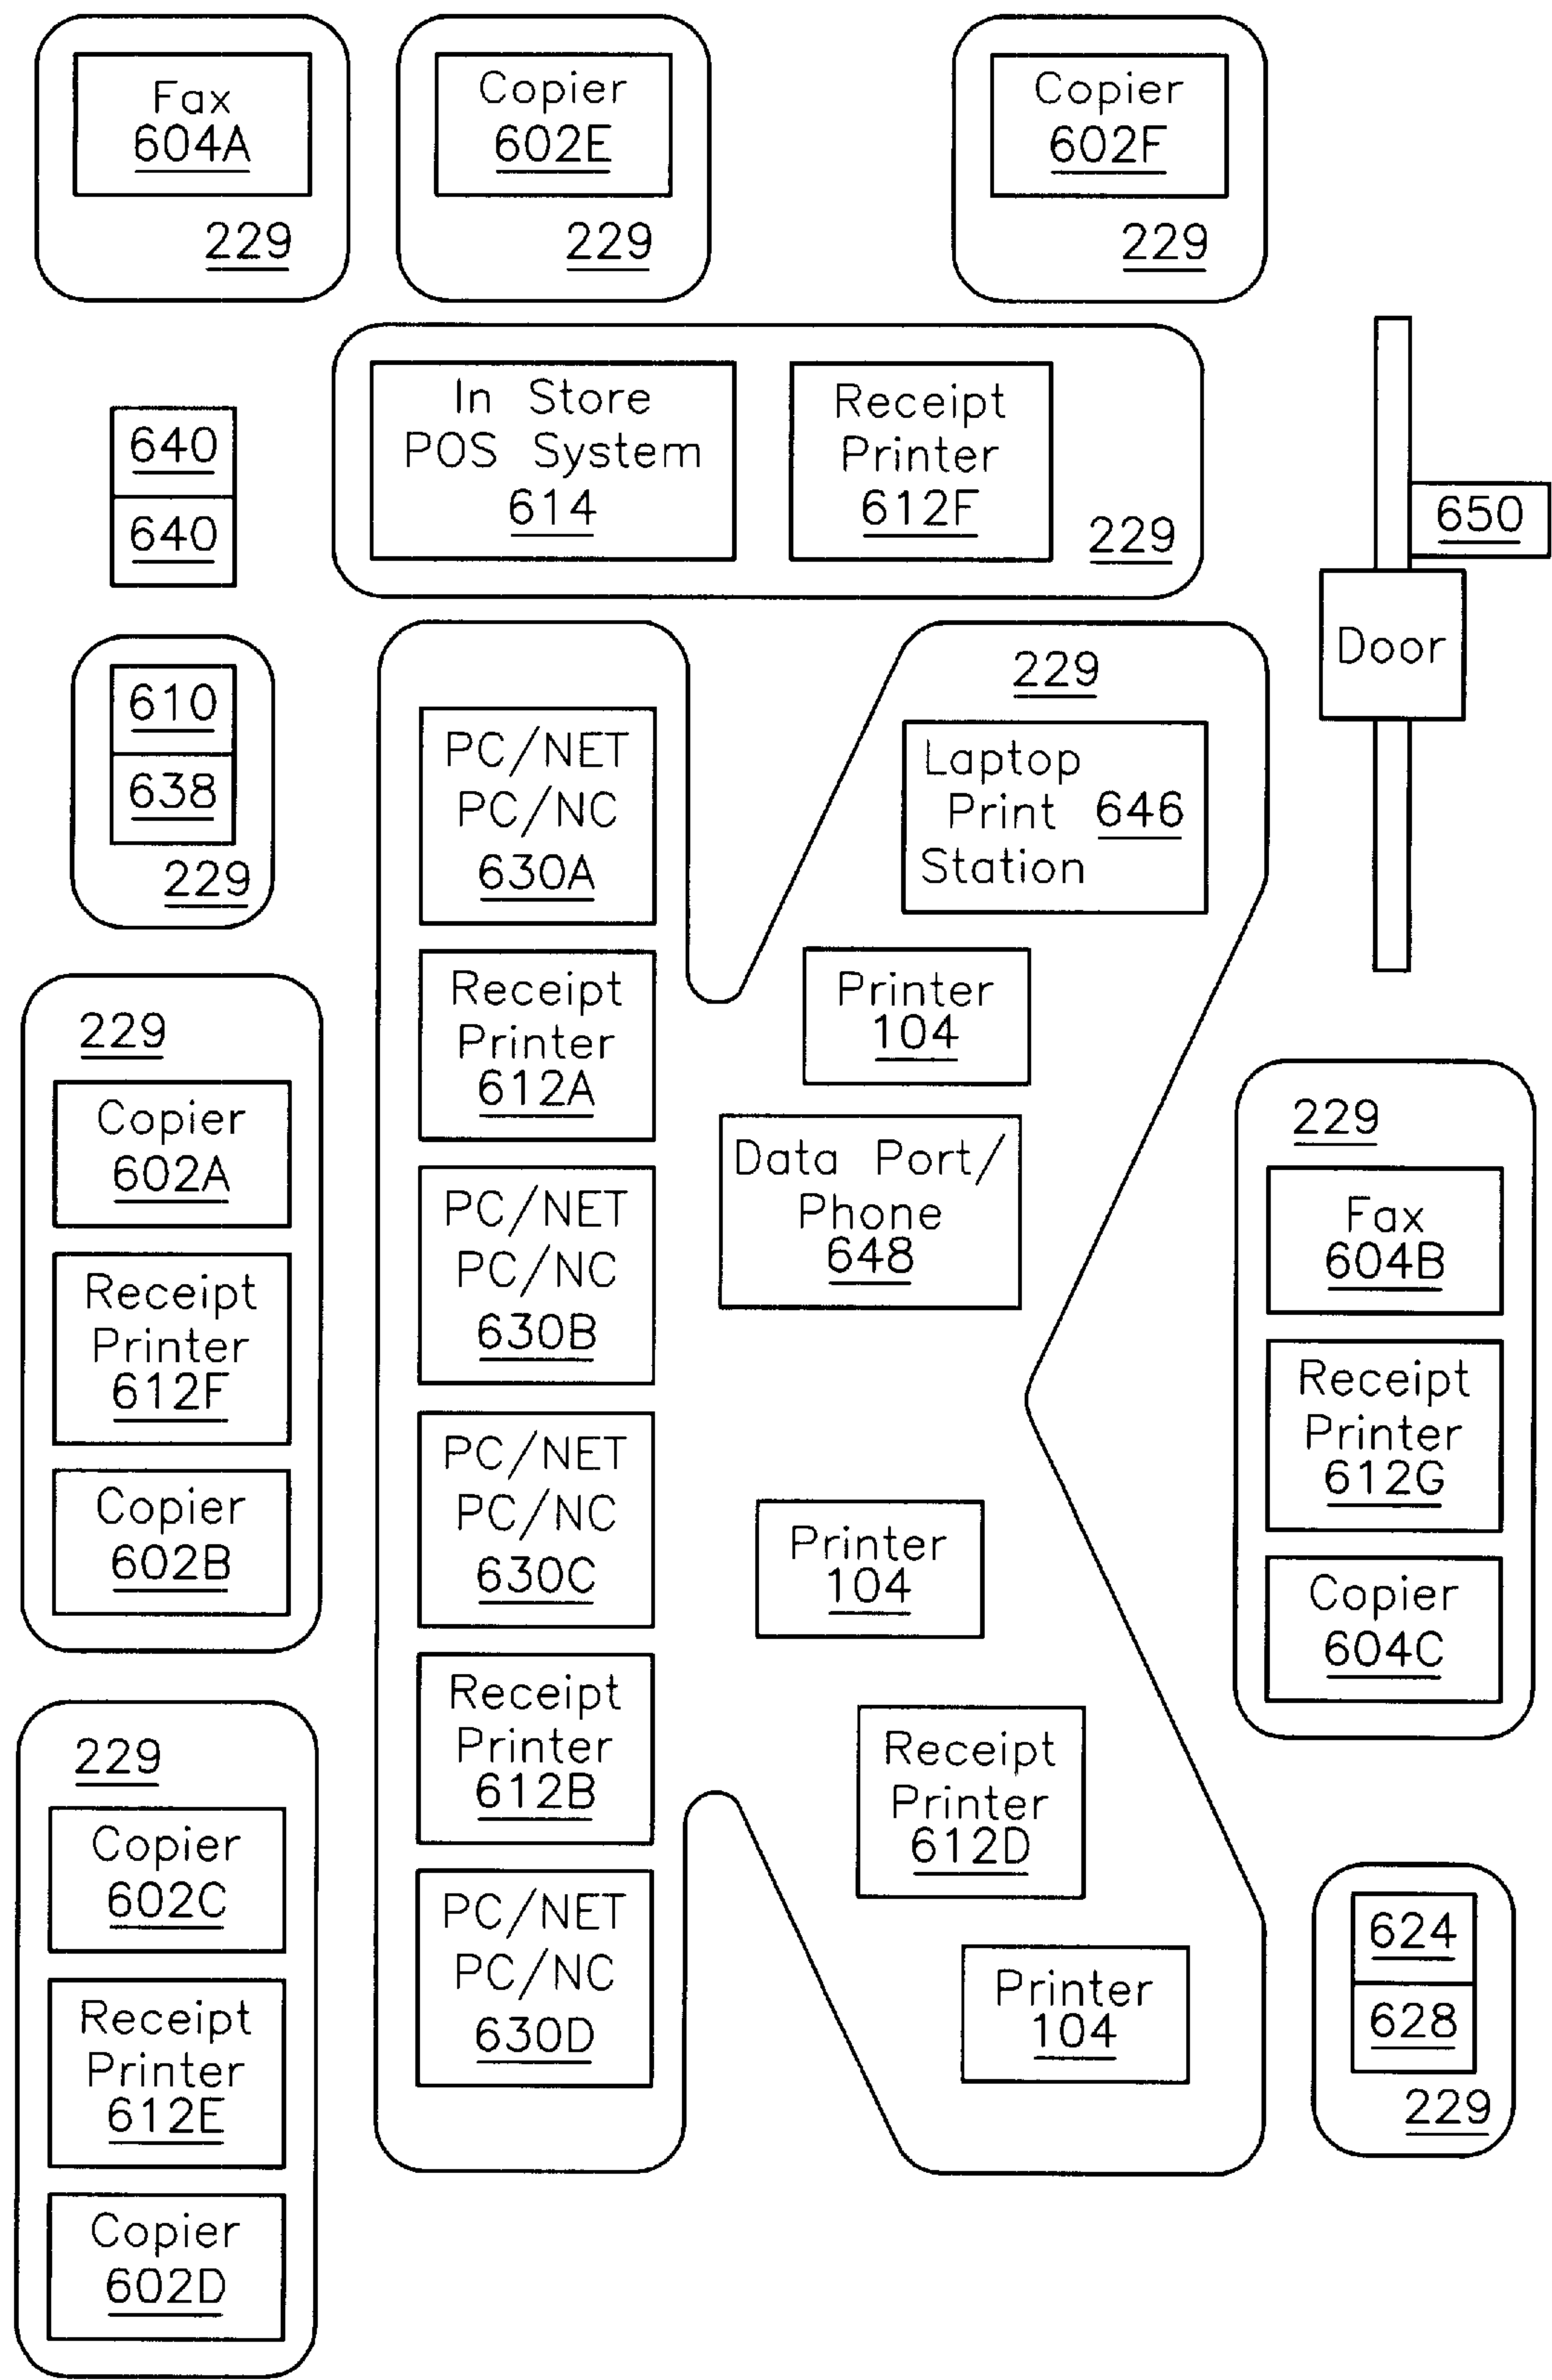 Fax
604A
229
Copier
602E
229
Copier
602F
229
In Store
POS System
614
Receipt
Printer
612F
229
640
640
650
Door
610
638
229
229
Copier
602A
Receipt
Printer
612F
Copier
602B
229
Copier
602C
Receipt
Printer
612E
Copier
602D
PC/NET
PC/NC
630A
Receipt
Printer
612A
PC/NET
PC/NC
630B
PC/NET
PC/NC
630C
Receipt
Printer
612B
PC/NET
PC/NC
630D
229
Laptop
Print 646
Station
Printer
104
Data Port/
Phone
648
Printer
104
Receipt
Printer
612D
Printer
104
229
Fax
604B
Receipt
Printer
612G
Copier
604C
624
628
229